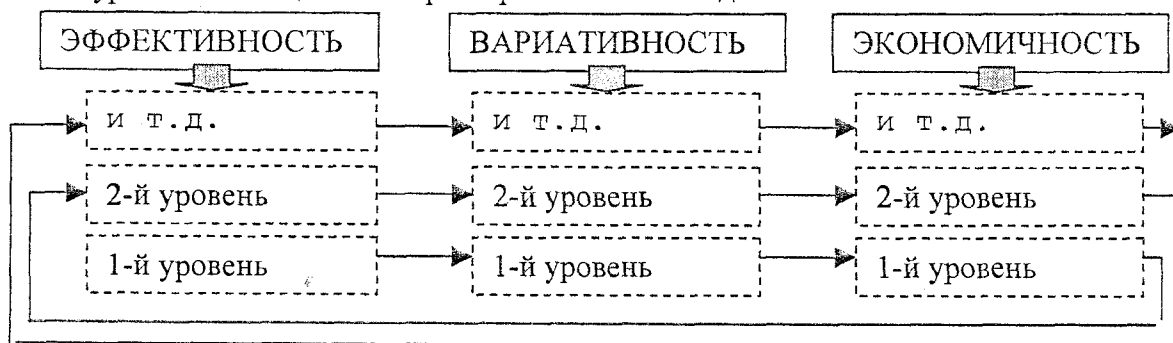 ЭФФЕКТИВНОСТЬ ВАРИАТИВНОСТЬ ЭКОНОМИЧНОСТЬ
и т.д. и т.д. и т.д.
2-й уровень 2-й уровень 2-й уровень
1-й уровень 1-й уровень 1-й уровень